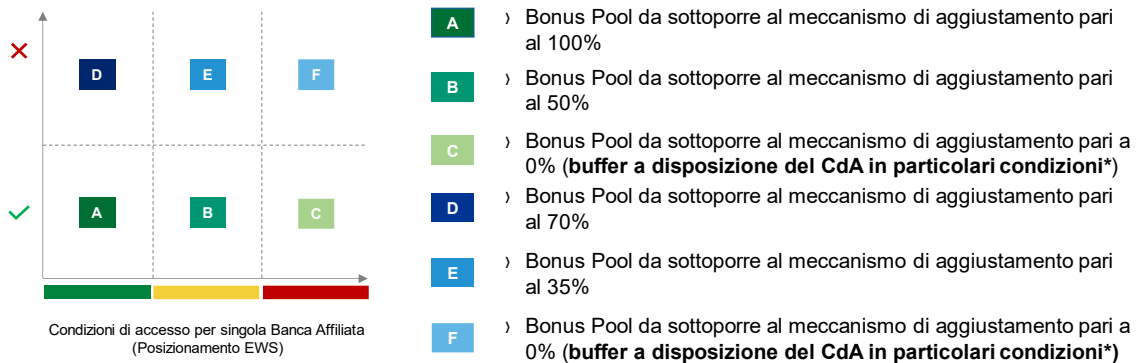 D
E
F
A
B
C
Condizioni di accesso per singola Banca Affiliata
(Posizionamento EWS)
A
› Bonus Pool da sottoporre al meccanismo di aggiustamento pari
al 100%
B
› Bonus Pool da sottoporre al meccanismo di aggiustamento pari
al 50%
C
› Bonus Pool da sottoporre al meccanismo di aggiustamento pari a
0% (buffer a disposizione del CdA in particolari condizioni*)
D
› Bonus Pool da sottoporre al meccanismo di aggiustamento pari
al 70%
E
› Bonus Pool da sottoporre al meccanismo di aggiustamento pari
al 35%
F
› Bonus Pool da sottoporre al meccanismo di aggiustamento pari a
0% (buffer a disposizione del CdA in particolari condizioni*)